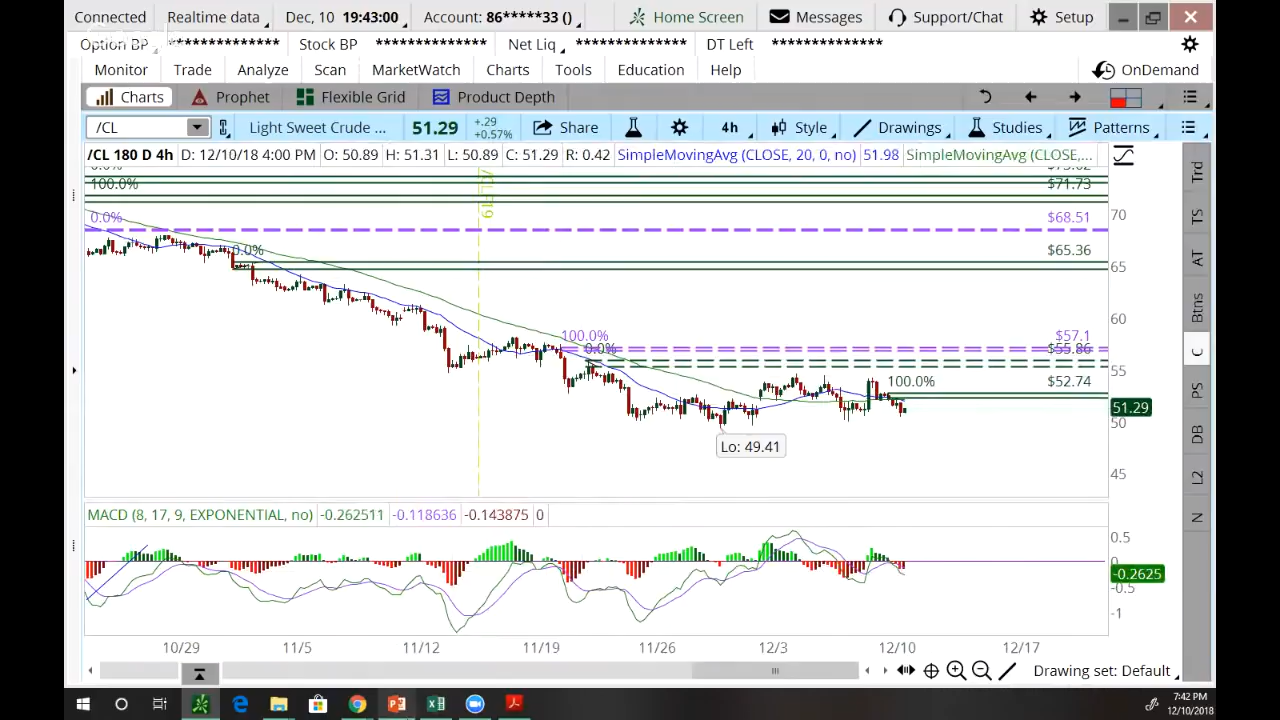 Connected Realtime data Dec, 10 19:43:00 Account: 86*****33 () Home Screen Messages Support/Chat Setup
Option BP ************* Stock BP ************* Net Liq ************* DT Left *************
Monitor Trade Analyze Scan MarketWatch Charts Tools Education Help OnDemand
Charts Prophet Flexible Grid Product Depth
/CL Light Sweet Crude ... 51.29 +.29 +0.57% Share 4h Style Drawings Studies Patterns
/CL 180 D 4h D: 12/10/18 4:00 PM O: 50.89 H: 51.31 L: 50.89 C: 51.29 R: 0.42 SimpleMovingAvg (CLOSE, 20, 0, no) 51.98 SimpleMovingAvg (CLOSE,...
100.0% $71.73
0.0% $68.51
70
0.0% $65.36
65
60
100.0% $57.1
0.0% $55.86
55
100.0% $52.74
51.29
50
Lo: 49.41
45
MACD (8, 17, 9, EXPONENTIAL, no) -0.262511 -0.118636 -0.143875 0
0.5
0
-0.2625
-0.5
-1
10/29 11/5 11/12 11/19 11/26 12/3 12/10 12/17
Drawing set: Default
Trd
TS
AT
Btns
C
PS
DB
L2
N
7:42 PM
12/10/2018